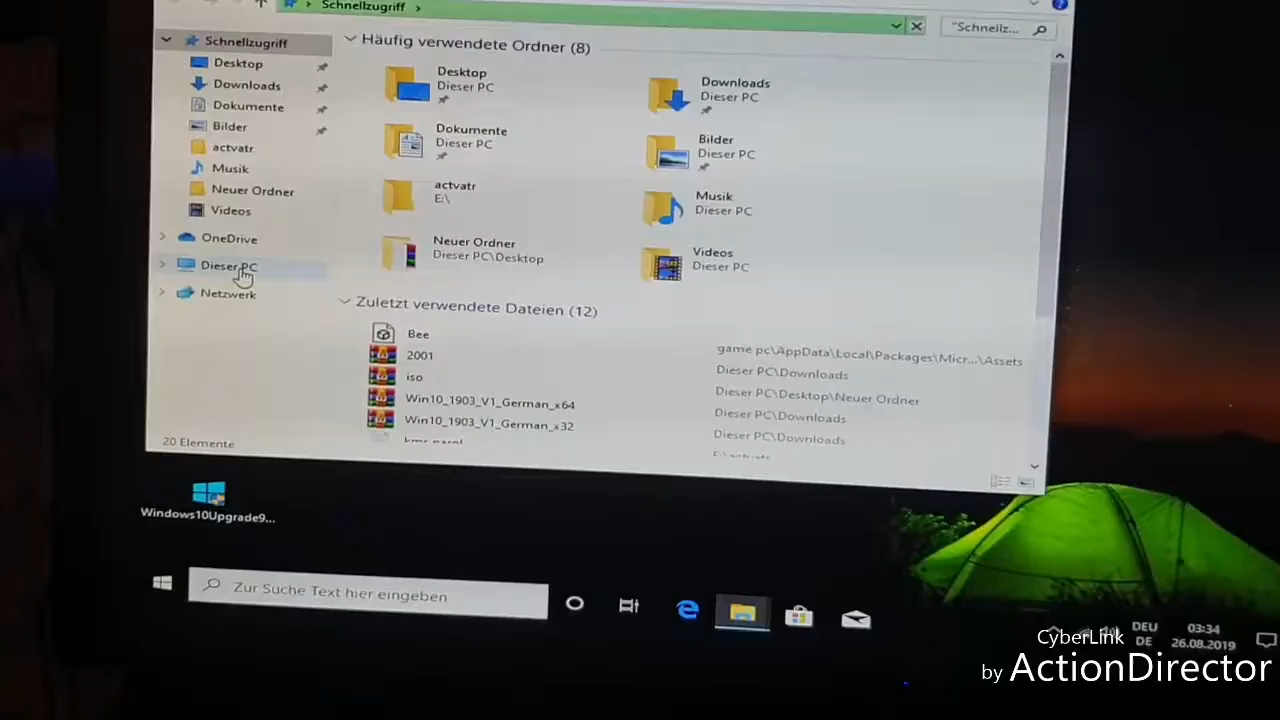 Schnellzugriff
"Schnellz...
Schnellzugriff
Desktop
Downloads
Dokumente
Bilder
actvatr
Musik
Neuer Ordner
Videos
OneDrive
Dieser PC
Netzwerk
20 Elemente
Häufig verwendete Ordner (8)
Desktop
Dieser PC
Downloads
Dieser PC
Dokumente
Dieser PC
Bilder
Dieser PC
actvatr
E:\
Musik
Dieser PC
Neuer Ordner
Dieser PC\Desktop
Videos
Dieser PC
Zuletzt verwendete Dateien (12)
Bee
game pc\AppData\Local\Packages\Micr...\Assets
2001
Dieser PC\Downloads
iso
Dieser PC\Desktop\Neuer Ordner
Win10_1903_V1_German_x64
Dieser PC\Downloads
Win10_1903_V1_German_x32
Dieser PC\Downloads
Windows10Upgrade9...
Zur Suche Text hier eingeben
DEU
DE
03:34
26.08.2019
CyberLink
by ActionDirector